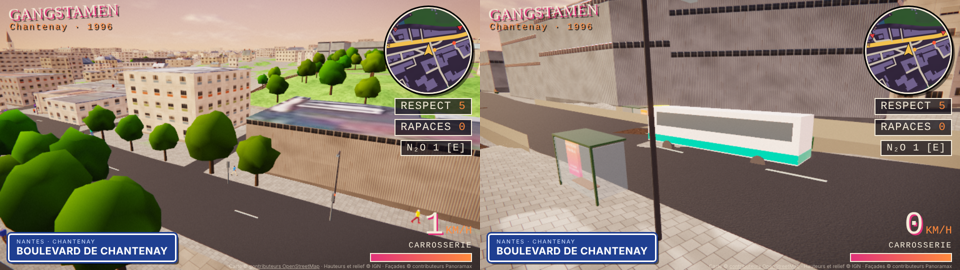 GANGSTAMEN
Chantenay · 1996
RESPECT 5
RAPACES 0
N₂O 1 [E]
1
KM/H
CARROSSERIE
NANTES · CHANTENAY
BOULEVARD DE CHANTENAY
contributeurs OpenStreetMap · Hauteurs et relief © IGN · Façades © contributeurs Panoramax
GANGSTAMEN
Chantenay · 1996
RESPECT 5
RAPACES 0
N₂O 1 [E]
0 KM/H
CARROSSERIE
NANTES · CHANTENAY
BOULEVARD DE CHANTENAY